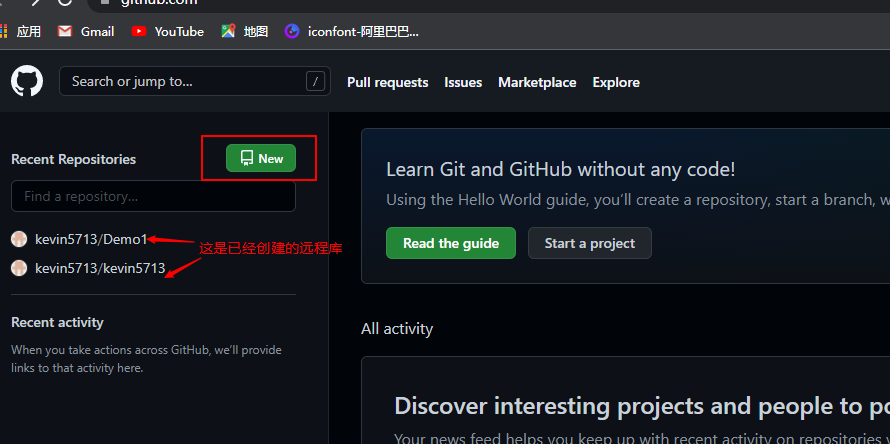 github.com
应用 Gmail YouTube 地图 iconfont-阿里巴巴...
Search or jump to... / Pull requests Issues Marketplace Explore
Recent Repositories New
Find a repository...
kevin5713/Demo1
kevin5713/kevin5713
这是已经创建的远程库
Recent activity
When you take actions across GitHub, we'll provide
links to that activity here.
Learn Git and GitHub without any code!
Using the Hello World guide, you'll create a repository, start a branch, w
Read the guide Start a project
All activity
Discover interesting projects and people to po
Your news feed helps you keep up with recent activity on repositories